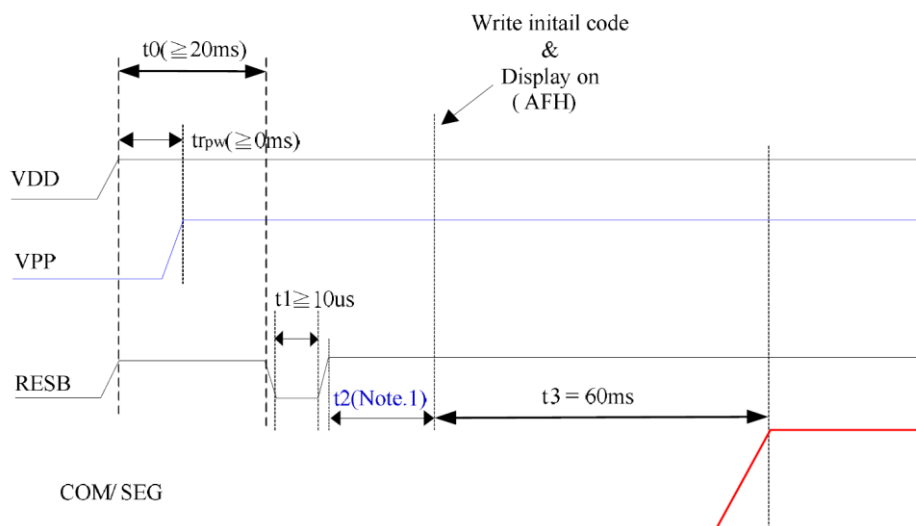 Write initail code
&
Display on
( AFH)
t0(≧20ms)
trpw(≧0ms)
VDD
VPP
t1≧10us
RESB
t2(Note.1)
t3 = 60ms
COM/ SEG